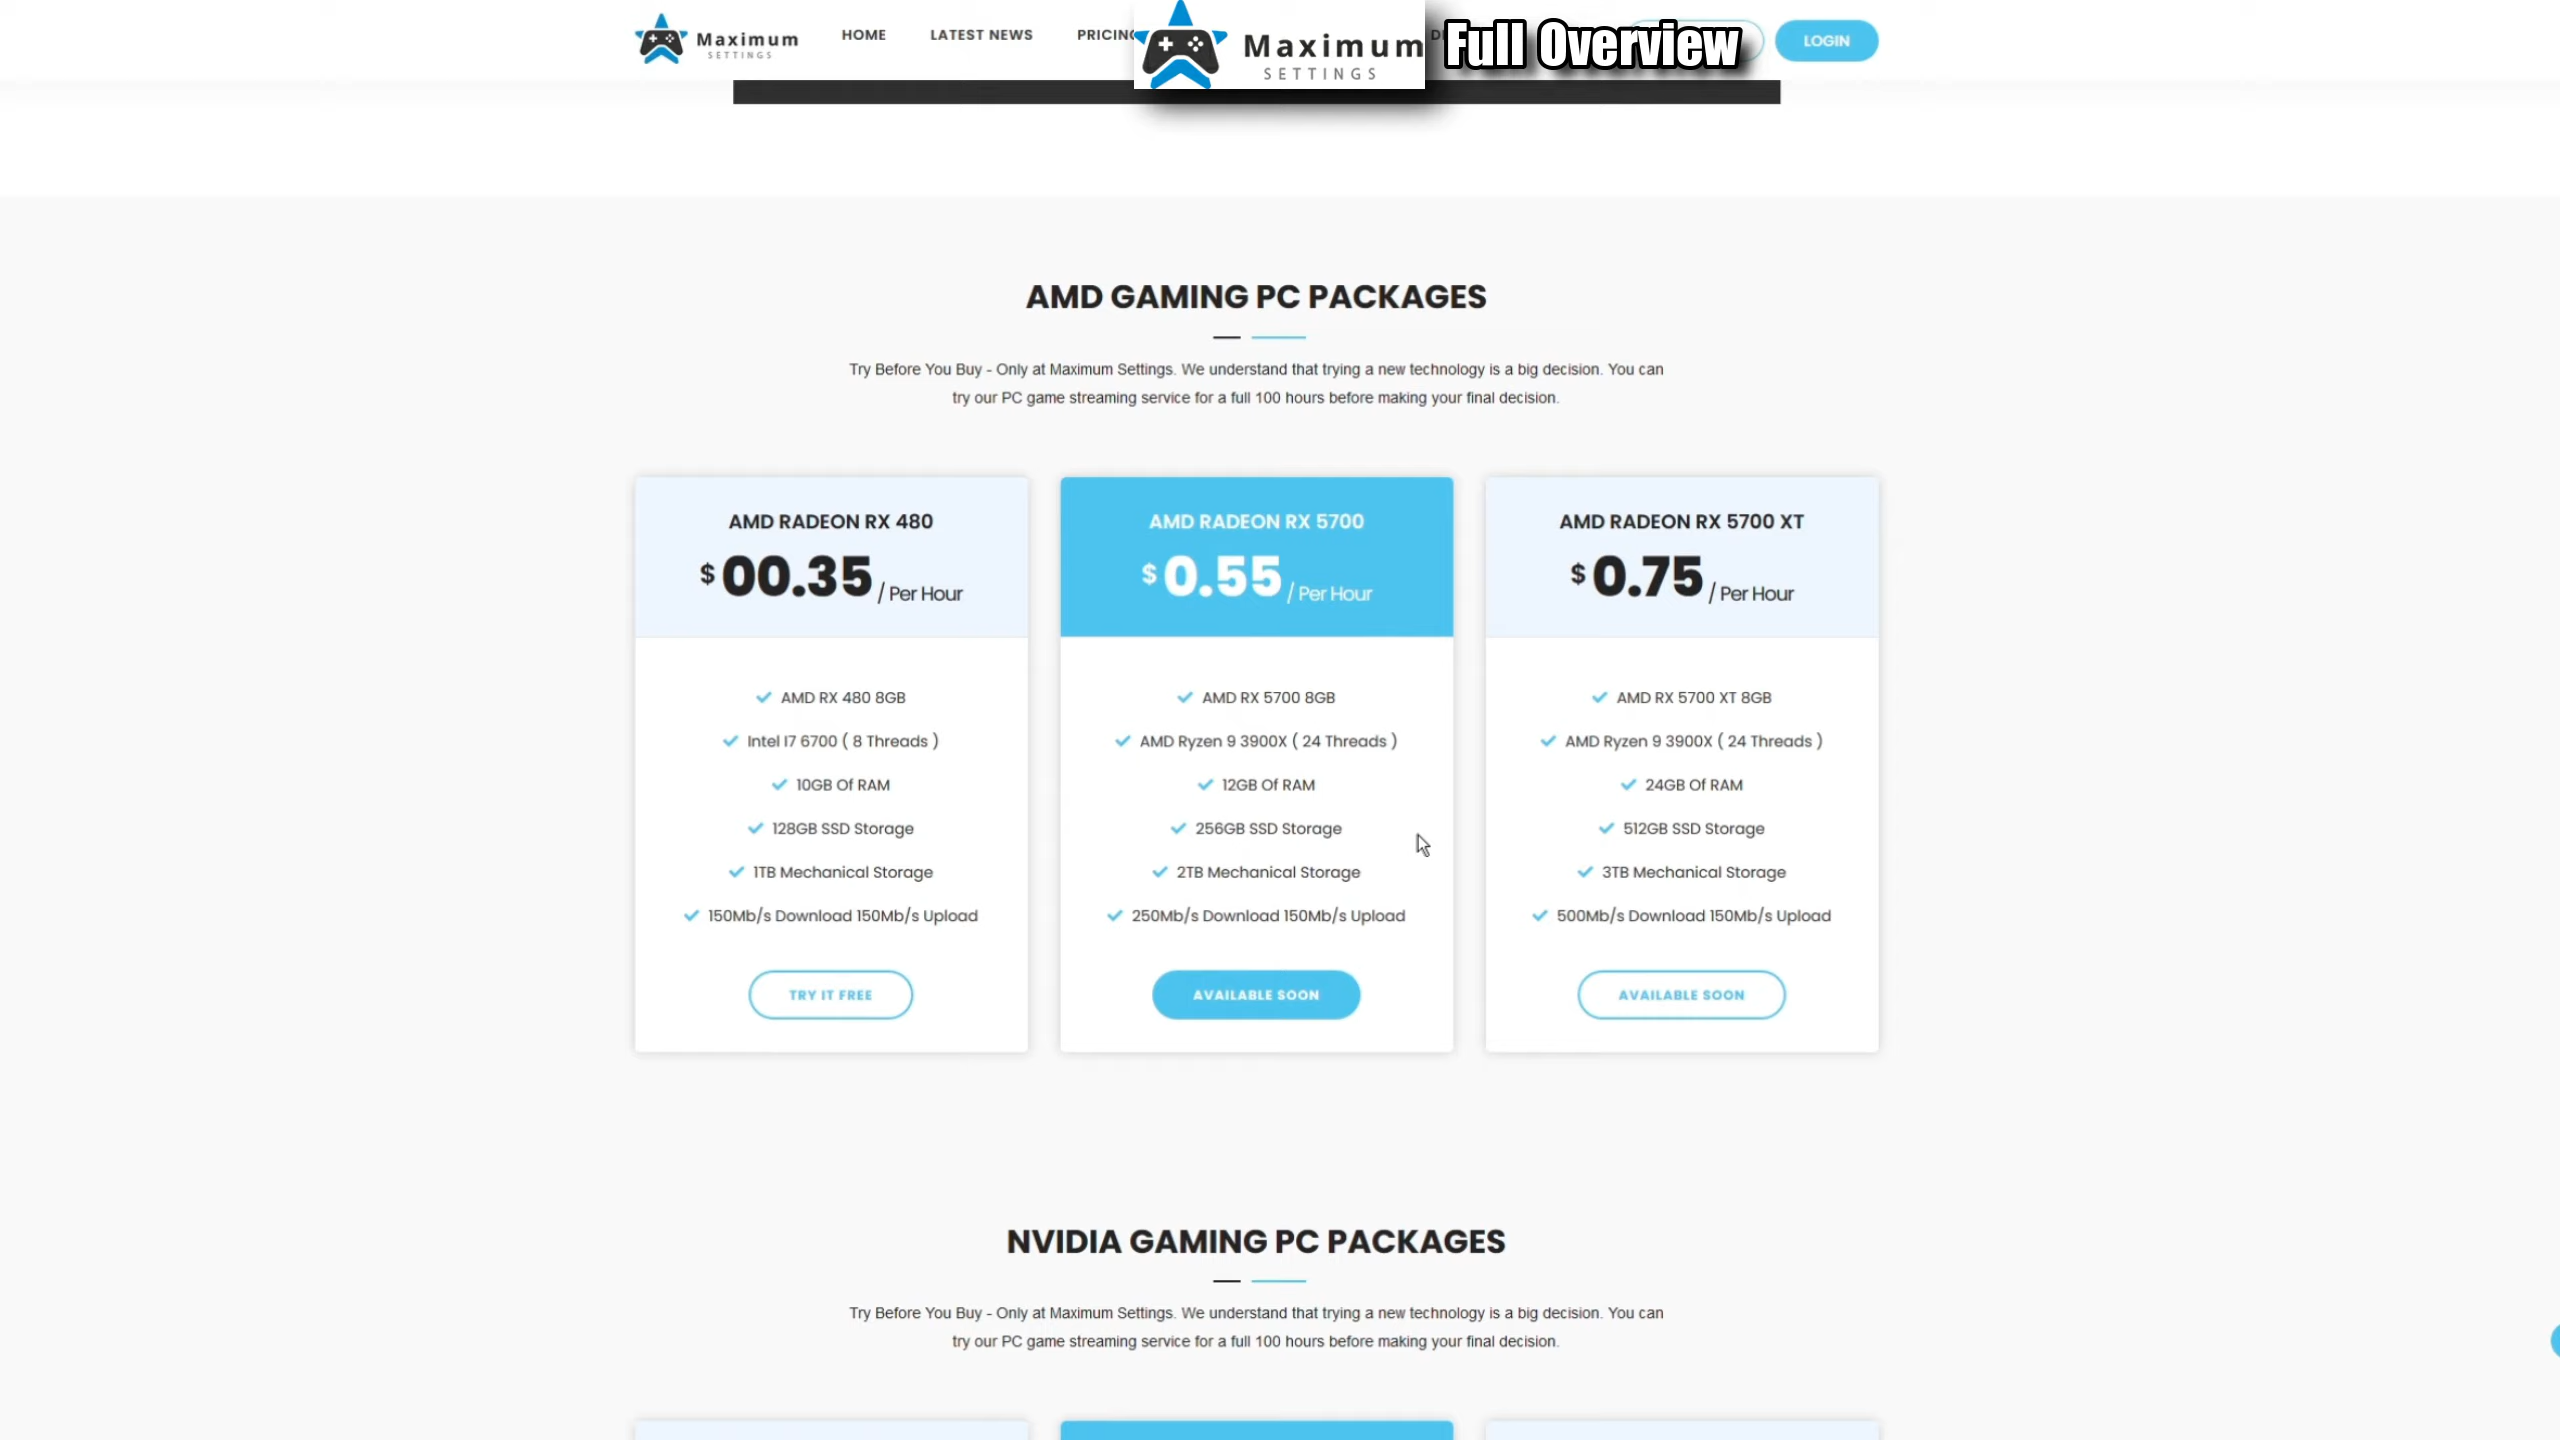 Maximum
SETTINGS
HOME
LATEST NEWS
PRICING
Maximum
SETTINGS
Full Overview
LOGIN
AMD GAMING PC PACKAGES
Try Before You Buy - Only at Maximum Settings. We understand that trying a new technology is a big decision. You can
try our PC game streaming service for a full 100 hours before making your final decision.
AMD RADEON RX 480
$ 00.35 / Per Hour
AMD RX 480 8GB
Intel I7 6700 ( 8 Threads )
10GB Of RAM
128GB SSD Storage
1TB Mechanical Storage
150Mb/s Download 150Mb/s Upload
TRY IT FREE
AMD RADEON RX 5700
$ 0.55 / Per Hour
AMD RX 5700 8GB
AMD Ryzen 9 3900X ( 24 Threads )
12GB Of RAM
256GB SSD Storage
2TB Mechanical Storage
250Mb/s Download 150Mb/s Upload
AVAILABLE SOON
AMD RADEON RX 5700 XT
$ 0.75 / Per Hour
AMD RX 5700 XT 8GB
AMD Ryzen 9 3900X ( 24 Threads )
24GB Of RAM
512GB SSD Storage
3TB Mechanical Storage
500Mb/s Download 150Mb/s Upload
AVAILABLE SOON
NVIDIA GAMING PC PACKAGES
Try Before You Buy - Only at Maximum Settings. We understand that trying a new technology is a big decision. You can
try our PC game streaming service for a full 100 hours before making your final decision.